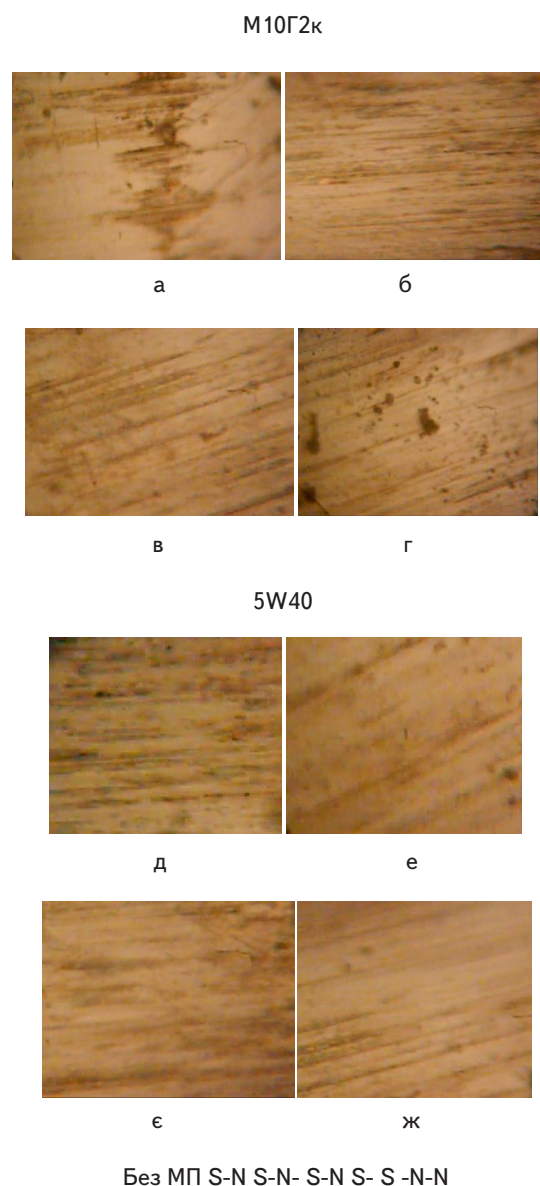 М10Г2к
а б
в г
5W40
д е
є ж
Без МП S-N S-N- S-N S- S -N-N